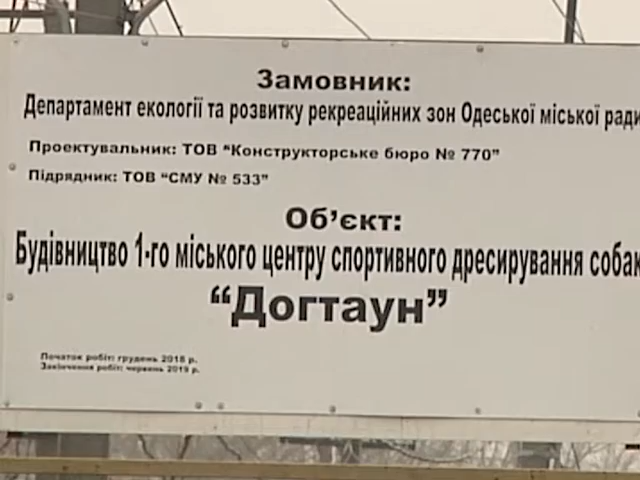 Замовник:
Департамент екології та розвитку рекреаційних зон Одеської міської ради
Проектувальник: ТОВ “Конструкторське бюро № 770”
Підрядник: ТОВ “СМУ № 533”
Об’єкт:
Будівництво 1-го міського центру спортивного дресирування собак
“Догтаун”
Початок робіт: грудень 2018 р.
Закінчення робіт: червень 2019 р.